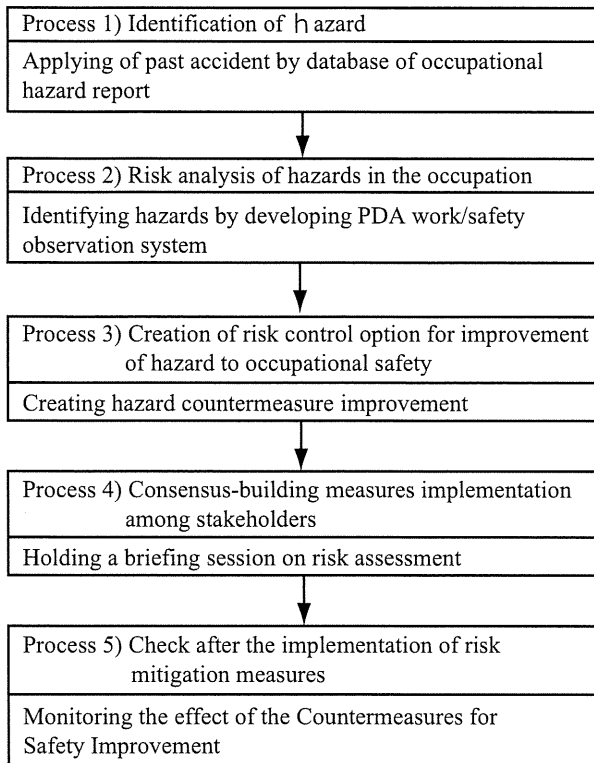 Process 1) Identification of hazard
Applying of past accident by database of occupational
hazard report
Process 2) Risk analysis of hazards in the occupation
Identifying hazards by developing PDA work/safety
observation system
Process 3) Creation of risk control option for improvement
of hazard to occupational safety
Creating hazard countermeasure improvement
Process 4) Consensus-building measures implementation
among stakeholders
Holding a briefing session on risk assessment
Process 5) Check after the implementation of risk
mitigation measures
Monitoring the effect of the Countermeasures for
Safety Improvement